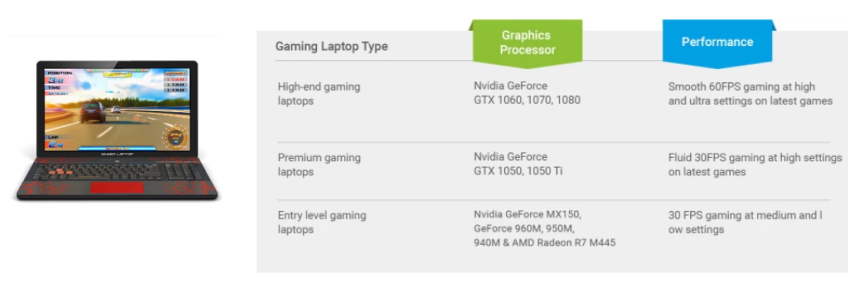 Gaming Laptop Type
Graphics
Processor
Performance
High-end gaming
laptops
Nvidia GeForce
GTX 1060, 1070, 1080
Smooth 60FPS gaming at high
and ultra settings on latest games
Premium gaming
laptops
Nvidia GeForce
GTX 1050, 1050 Ti
Fluid 30FPS gaming at high settings
on latest games
Entry level gaming
laptops
Nvidia GeForce MX150,
GeForce 960M, 950M,
940M & AMD Radeon R7 M445
30 FPS gaming at medium and l
ow settings
POSITION
TIME
LAP